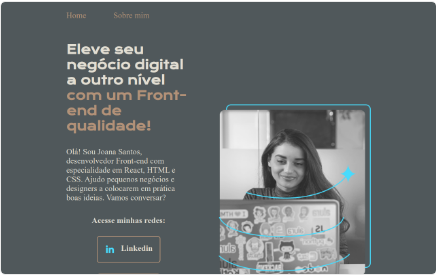 Home Sobre mim
Eleve seu
negócio digital
a outro nível
com um Front-
end de
qualidade!
Olá! Sou Joana Santos,
desenvolvedor Front-end com
especialidade em React, HTML e
CSS. Ajudo pequenos negócios e
designers a colocarem em prática
boas ideias. Vamos conversar?
Acesse minhas redes:
in Linkedin